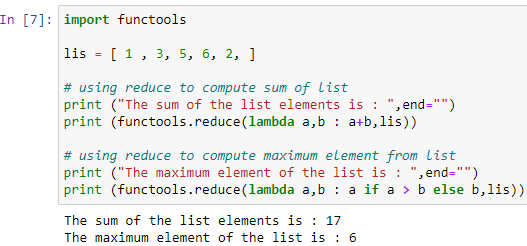 In [7]: import functools
lis = [ 1 , 3, 5, 6, 2, ]
# using reduce to compute sum of list
print ("The sum of the list elements is : ",end="")
print (functools.reduce(lambda a,b : a+b,lis))
# using reduce to compute maximum element from list
print ("The maximum element of the list is : ",end="")
print (functools.reduce(lambda a,b : a if a > b else b,lis))
The sum of the list elements is : 17
The maximum element of the list is : 6